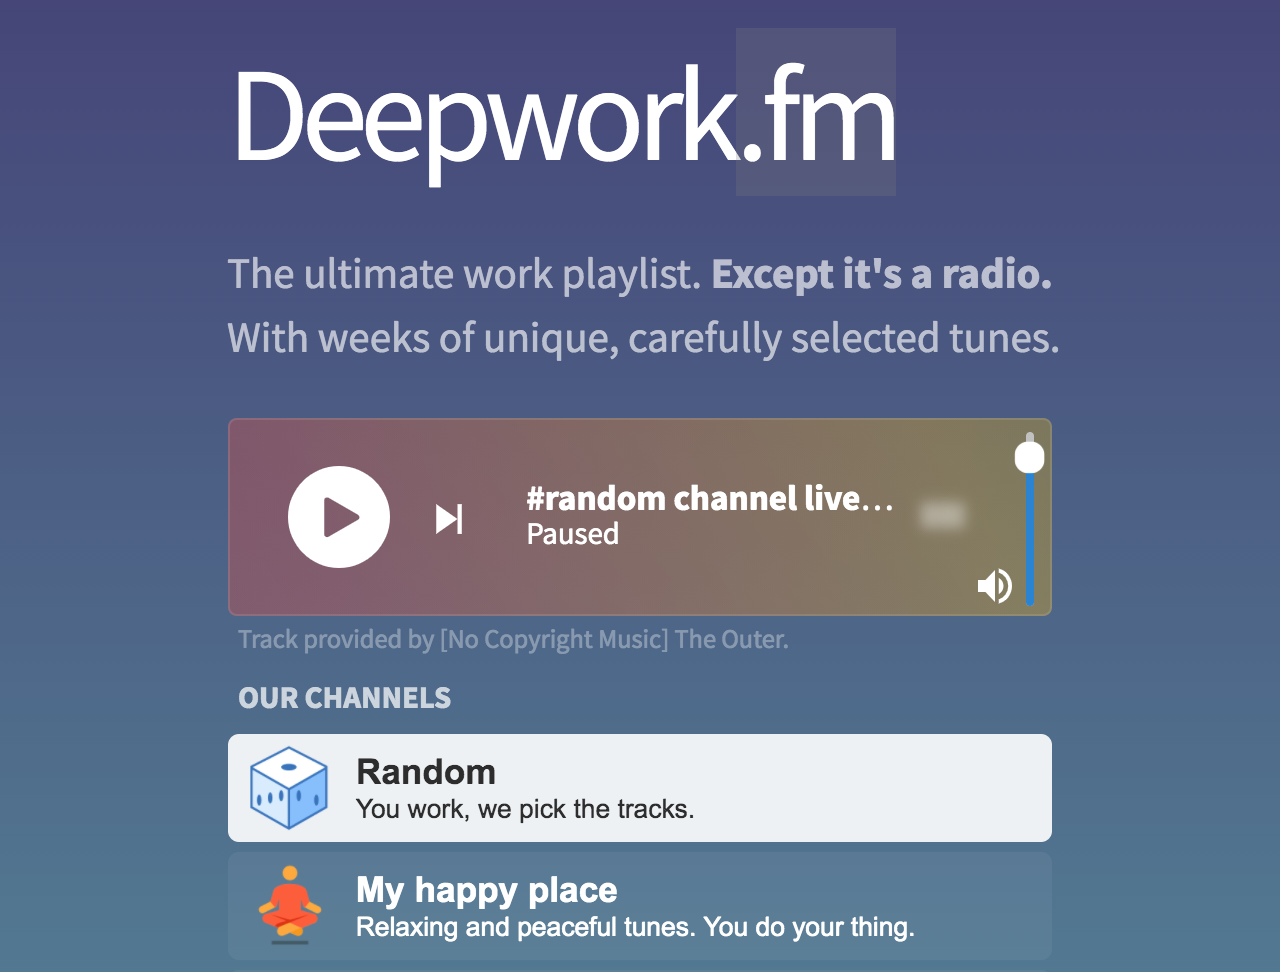 Deepwork.fm
The ultimate work playlist. Except it's a radio.
With weeks of unique, carefully selected tunes.
#random channel live…
Paused
Track provided by [No Copyright Music] The Outer.
OUR CHANNELS
Random
You work, we pick the tracks.
My happy place
Relaxing and peaceful tunes. You do your thing.